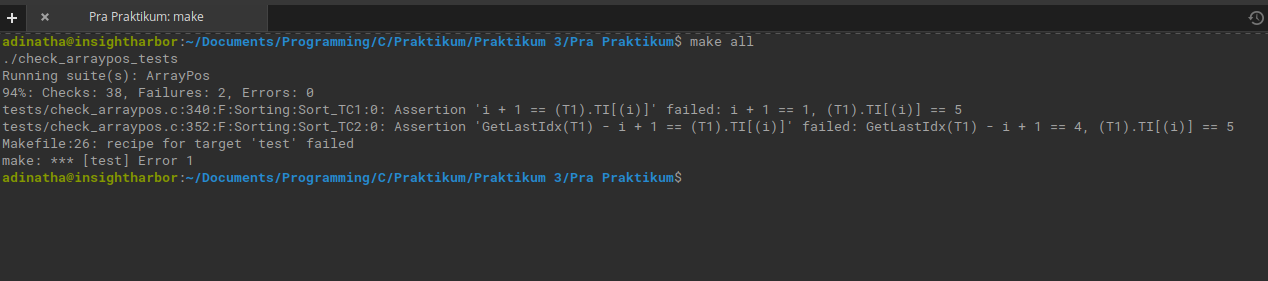 Pra Praktikum: make
adinatha@insightharbor:~/Documents/Programming/C/Praktikum/Praktikum 3/Pra Praktikum$ make all
./check_arraypos_tests
Running suite(s): ArrayPos
94%: Checks: 38, Failures: 2, Errors: 0
tests/check_arraypos.c:340:F:Sorting:Sort_TC1:0: Assertion 'i + 1 == (T1).TI[(i)]' failed: i + 1 == 1, (T1).TI[(i)] == 5
tests/check_arraypos.c:352:F:Sorting:Sort_TC2:0: Assertion 'GetLastIdx(T1) - i + 1 == (T1).TI[(i)]' failed: GetLastIdx(T1) - i + 1 == 4, (T1).TI[(i)] == 5
Makefile:26: recipe for target 'test' failed
make: *** [test] Error 1
adinatha@insightharbor:~/Documents/Programming/C/Praktikum/Praktikum 3/Pra Praktikum$